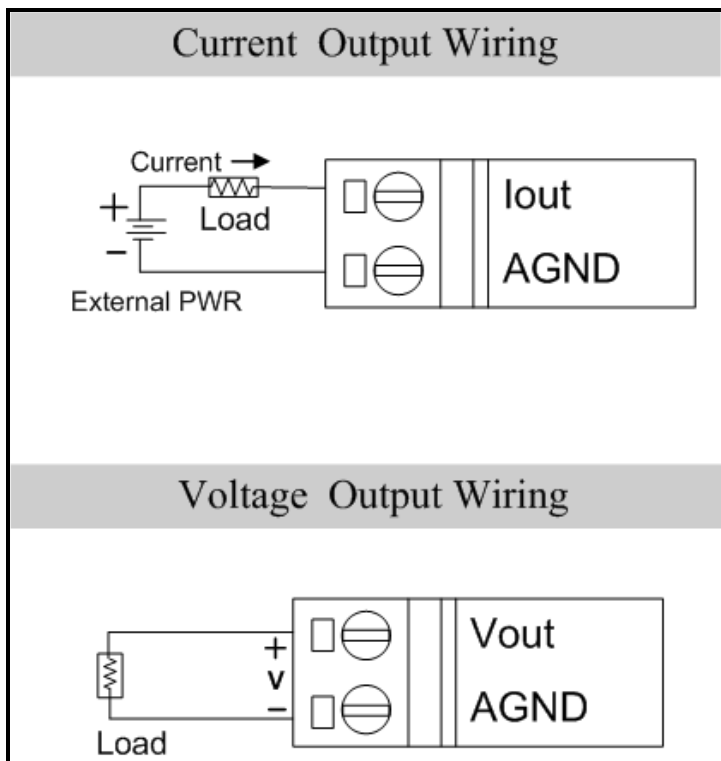 Current Output Wiring
Current →
+
Load
−
External PWR
Iout
AGND
Voltage Output Wiring
+
V
−
Load
Vout
AGND